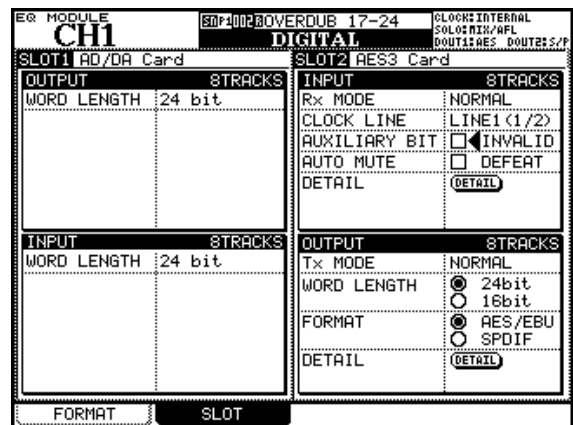 EQ MODULE
CH1
OVERDUB 17-24
DIGITAL
CLOCK:INTERNAL
SOLO:MIX/AFL
DOUT1:AES DOUT2:S/P
SLOT1 AD/DA Card
OUTPUT 8TRACKS
WORD LENGTH 24 bit
INPUT 8TRACKS
WORD LENGTH 24 bit
SLOT2 AES3 Card
INPUT 8TRACKS
Rx MODE NORMAL
CLOCK LINE LINE1(1/2)
AUXILIARY BIT INVALID
AUTO MUTE DEFEAT
DETAIL DETAIL
OUTPUT 8TRACKS
Tx MODE NORMAL
WORD LENGTH 24bit
16bit
FORMAT AES/EBU
SPDIF
DETAIL DETAIL
FORMAT SLOT